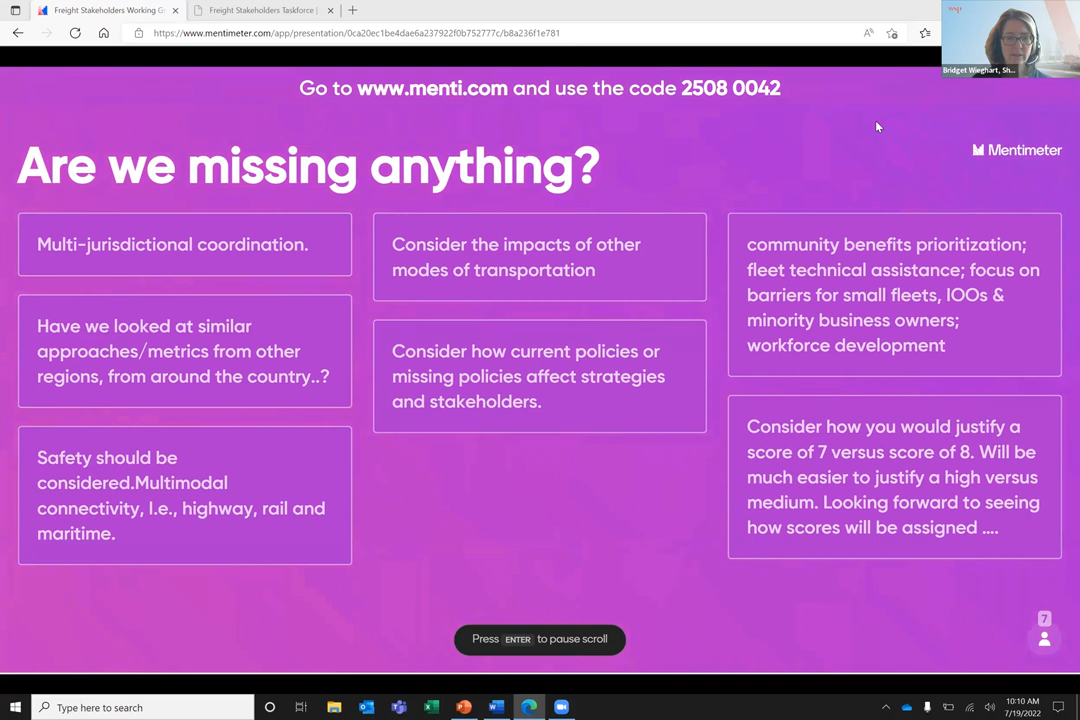 Freight Stakeholders Working G
Freight Stakeholders Taskforce |
https://www.mentimeter.com/app/presentation/0ca20ec1be4dae6a237922f0b752777c/b8a236f1e781
wsp
Bridget Wieghart, Sh...
Go to www.menti.com and use the code 2508 0042
Mentimeter
Are we missing anything?
Multi-jurisdictional coordination.
Have we looked at similar
approaches/metrics from other
regions, from around the country..?
Safety should be
considered.Multimodal
connectivity, I.e., highway, rail and
maritime.
Consider the impacts of other
modes of transportation
Consider how current policies or
missing policies affect strategies
and stakeholders.
community benefits prioritization;
fleet technical assistance; focus on
barriers for small fleets, IOOs &
minority business owners;
workforce development
Consider how you would justify a
score of 7 versus score of 8. Will be
much easier to justify a high versus
medium. Looking forward to seeing
how scores will be assigned ....
Press ENTER to pause scroll
7
Type here to search
10:10 AM
7/19/2022